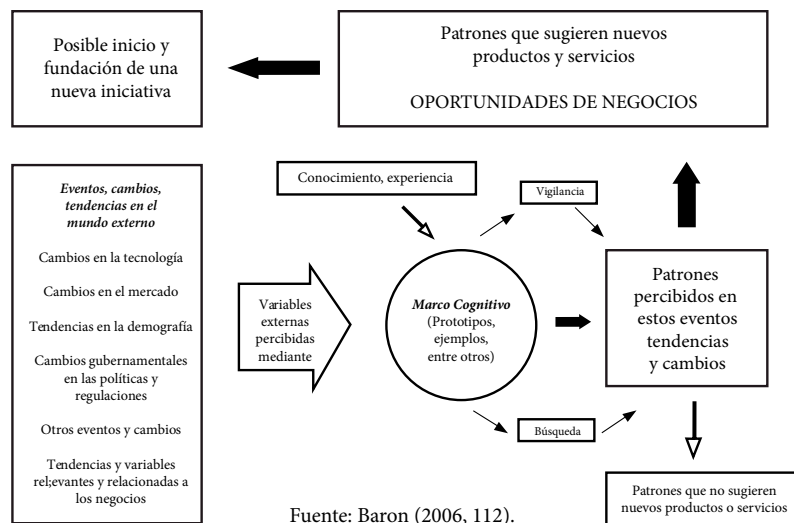 Posible inicio y
fundación de una
nueva iniciativa
Patrones que sugieren nuevos
productos y servicios
OPORTUNIDADES DE NEGOCIOS
Eventos, cambios,
tendencias en el
mundo externo
Cambios en la tecnología
Cambios en el mercado
Tendencias en la demografía
Cambios gubernamentales
en las políticas y
regulaciones
Otros eventos y cambios
Tendencias y variables
rel;evantes y relacionadas a
los negocios
Variables
externas
percibidas
mediante
Conocimiento, experiencia
Marco Cognitivo
(Prototipos,
ejemplos,
entre otros)
Vigilancia
Búsqueda
Patrones
percibidos en
estos eventos
tendencias
y cambios
Patrones que no sugieren
nuevos productos o servicios
Fuente: Baron (2006, 112).